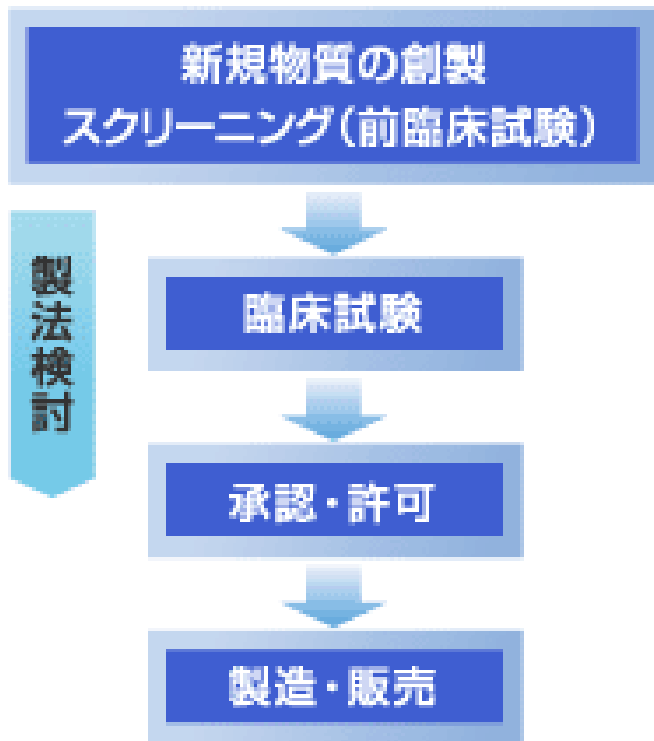 新規物質の創製
スクリーニング（前臨床試験）
製法検討
臨床試験
承認・許可
製造・販売